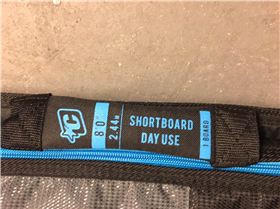 8'0"
2.44M
SHORTBOARD
DAY USE
1 BOARD